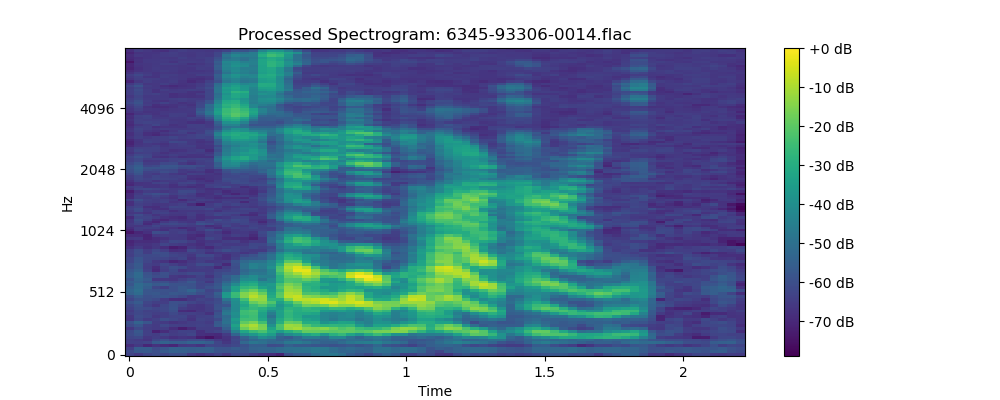 Processed Spectrogram: 6345-93306-0014.flac
+0 dB
-10 dB
-20 dB
-30 dB
-40 dB
-50 dB
-60 dB
-70 dB
Hz
4096
2048
1024
512
0
0 0.5 1 1.5 2
Time